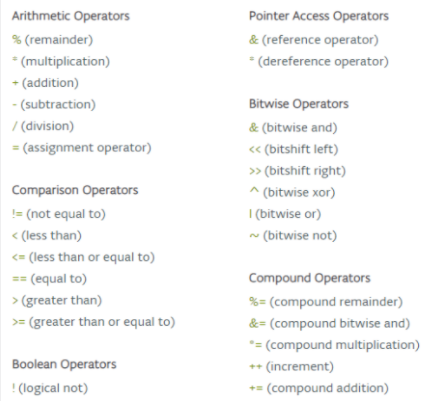 Arithmetic Operators
% (remainder)
* (multiplication)
+ (addition)
- (subtraction)
/ (division)
= (assignment operator)
Comparison Operators
!= (not equal to)
< (less than)
<= (less than or equal to)
== (equal to)
> (greater than)
>= (greater than or equal to)
Boolean Operators
! (logical not)
Pointer Access Operators
& (reference operator)
* (dereference operator)
Bitwise Operators
& (bitwise and)
<< (bitshift left)
>> (bitshift right)
^ (bitwise xor)
| (bitwise or)
~ (bitwise not)
Compound Operators
%= (compound remainder)
&= (compound bitwise and)
*= (compound multiplication)
++ (increment)
+= (compound addition)